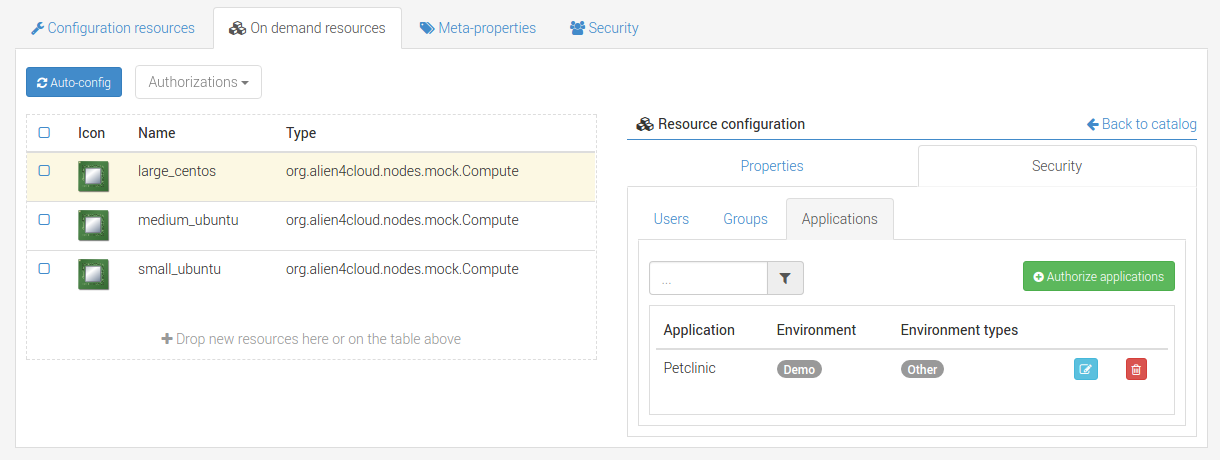 Configuration resources On demand resources Meta-properties Security
Auto-config Authorizations
Icon Name Type
large_centos org.alien4cloud.nodes.mock.Compute
medium_ubuntu org.alien4cloud.nodes.mock.Compute
small_ubuntu org.alien4cloud.nodes.mock.Compute
Drop new resources here or on the table above
Resource configuration Back to catalog
Properties Security
Users Groups Applications
... Authorize applications
Application Environment Environment types
Petclinic Demo Other